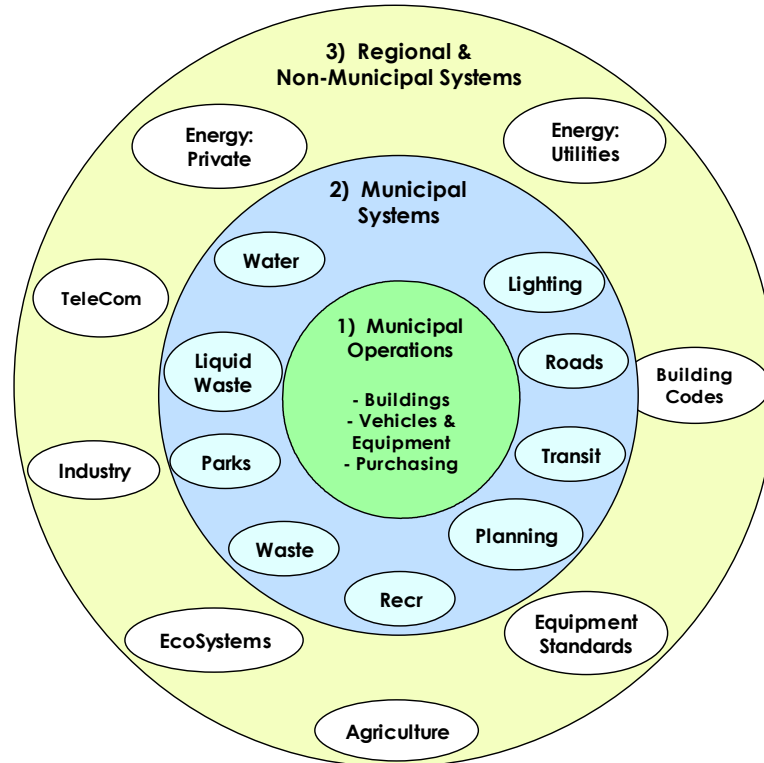 3) Regional &
Non-Municipal Systems
Energy:
Private
Energy:
Utilities
2) Municipal
Systems
Water
Lighting
TeleCom
1) Municipal
Operations
Liquid
Waste
Roads
Building
Codes
- Buildings
- Vehicles &
Equipment
- Purchasing
Parks
Transit
Industry
Waste
Planning
Recr
EcoSystems
Equipment
Standards
Agriculture